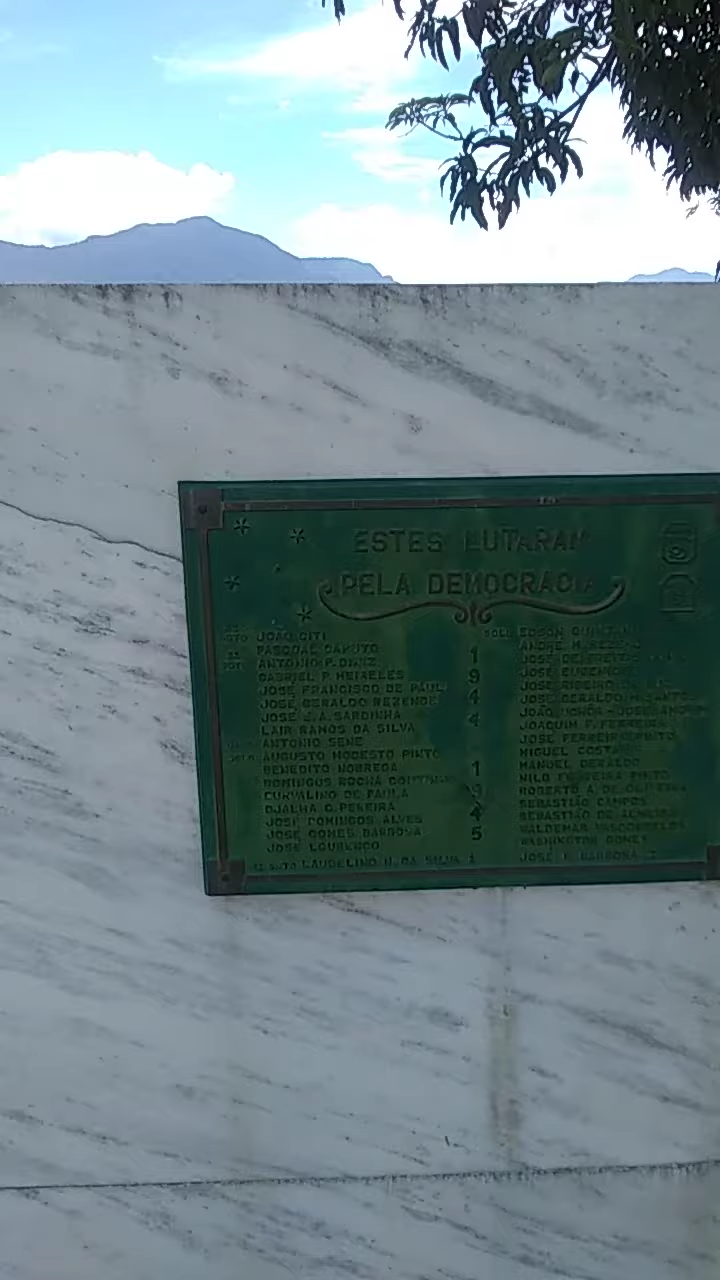 ESTES LUTARAM
PELA DEMOCRACIA
JOÃO CITI
PASCOAL CAPUTO
ANTONIO P. DINIZ
GABRIEL P. MEIRELES
JOSÉ FRANCISCO DE PAULA
JOSÉ GERALDO REZENDE
JOSÉ J. A. SARDINHA
LAIR RAMOS DA SILVA
ANTONIO SENE
AUGUSTO MODESTO PINTO
BENEDITO NOBREGA
DOMINGOS ROCHA
CURVALINO DE PAULA
DJALMA O. PEREIRA
JOSÉ DOMINGOS ALVES
JOSÉ GOMES BARBOSA
JOSÉ LOURENÇO
LAUDELINO N. DA SILVA
1
9
4
4
1
9
4
5
EDSON
ANDRÉ
JOSÉ DE FREITAS
JOSÉ
JOSÉ RIBEIRO
JOSÉ GERALDO
JOAQUIM F. FERREIRA
JOSÉ FERREIRA PINTO
MIGUEL COSTA
MANUEL GERALDO
NILO FERREIRA PINTO
ROBERTO A. DE OLIVEIRA
SEBASTIÃO CAMPOS
SEBASTIÃO DE ALMEIDA
VALDEMAR VASCONCELOS
WASHINGTON GOMES
JOSÉ